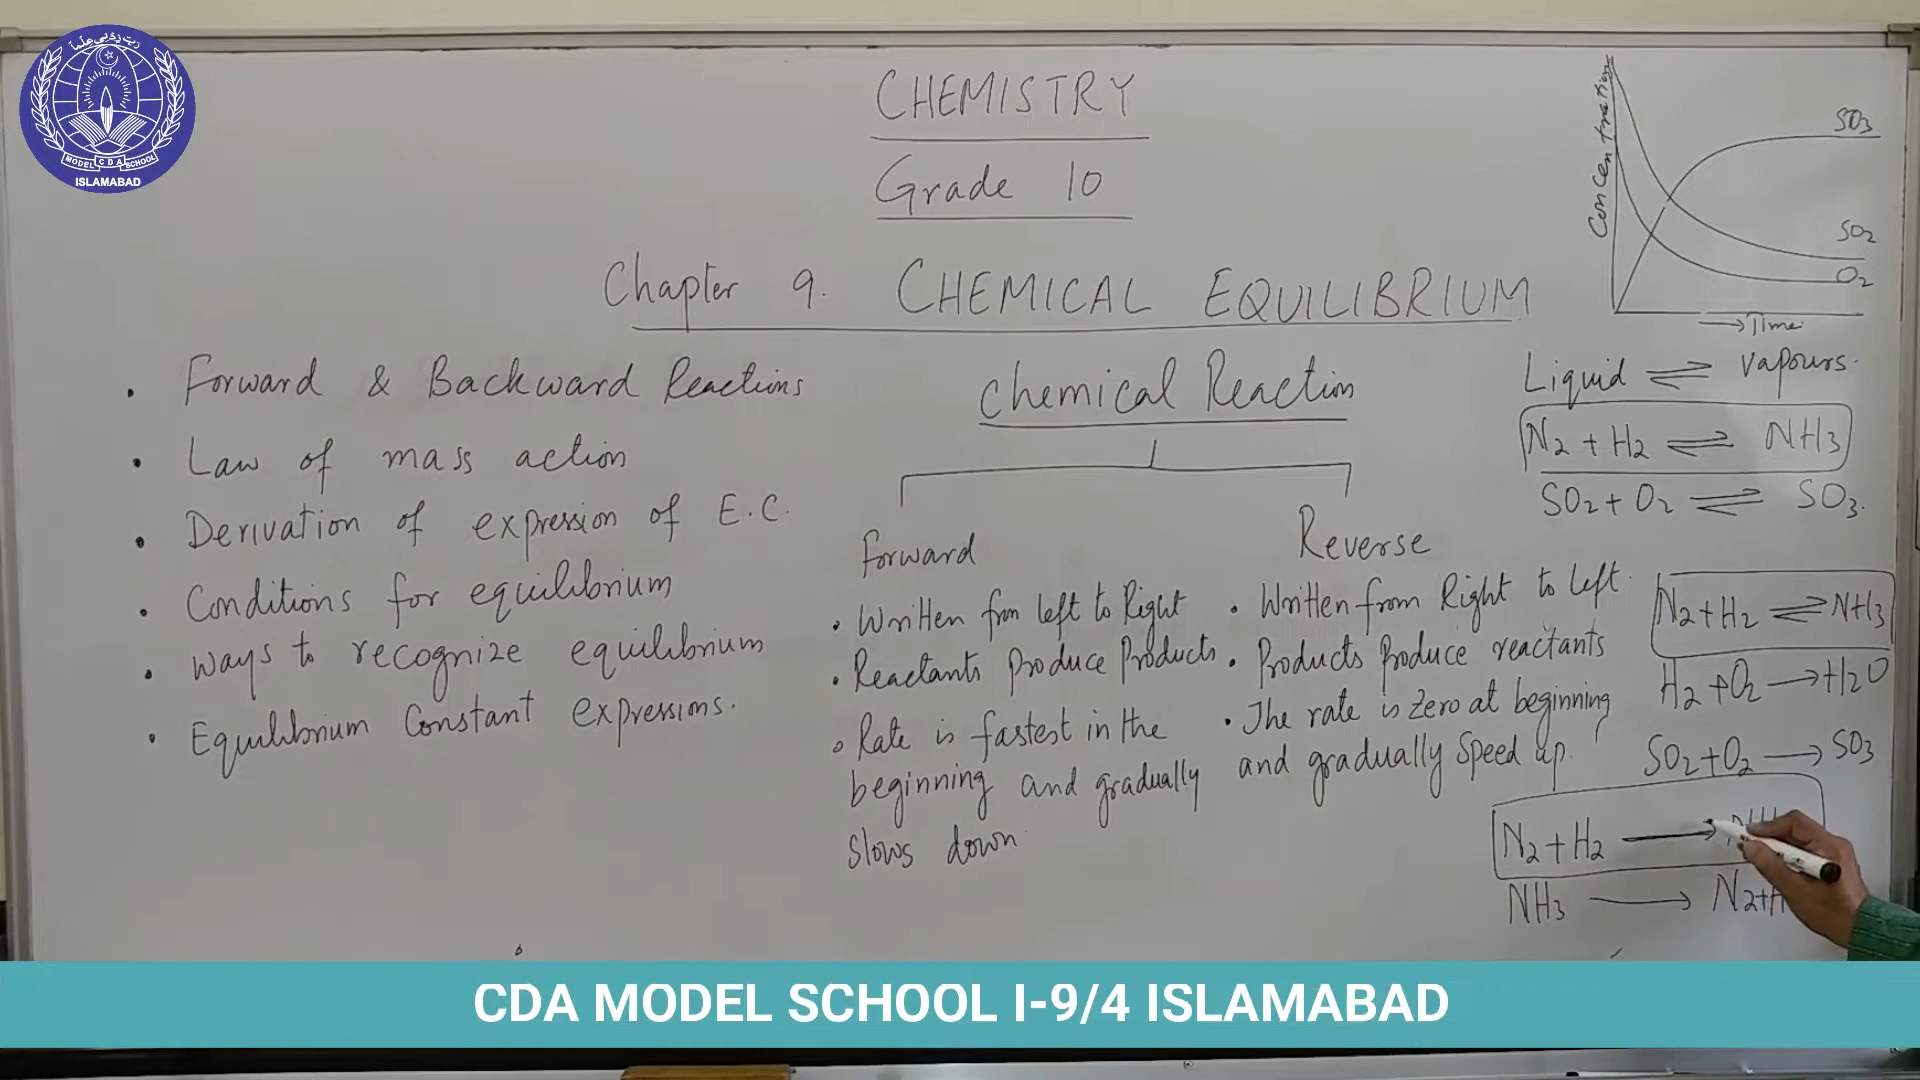 MODEL CDA SCHOOL
ISLAMABAD
CHEMISTRY
Grade 10
Chapter 9. CHEMICAL EQUILIBRIUM
• Forward & Backward Reactions
• Law of mass action
• Derivation of expression of E.C.
• Conditions for equilibrium
• Ways to recognize equilibrium
• Equilibrium Constant expressions.
Chemical Reaction
Forward
• Written from left to Right
• Reactants Produce Products
• Rate is fastest in the
beginning and gradually
slows down
Reverse
• Written from Right to left.
• Products Produce reactants
• The rate is zero at beginning
and gradually speed up.
Concentration
SO3
SO2
O2
→ Time
Liquid ⇌ vapours.
N2 + H2 ⇌ NH3
SO2 + O2 ⇌ SO3.
N2 + H2 ⇌ NH3
H2 + O2 → H2O
SO2 + O2 → SO3
N2 + H2 →
NH3 → N2 +
CDA MODEL SCHOOL I-9/4 ISLAMABAD